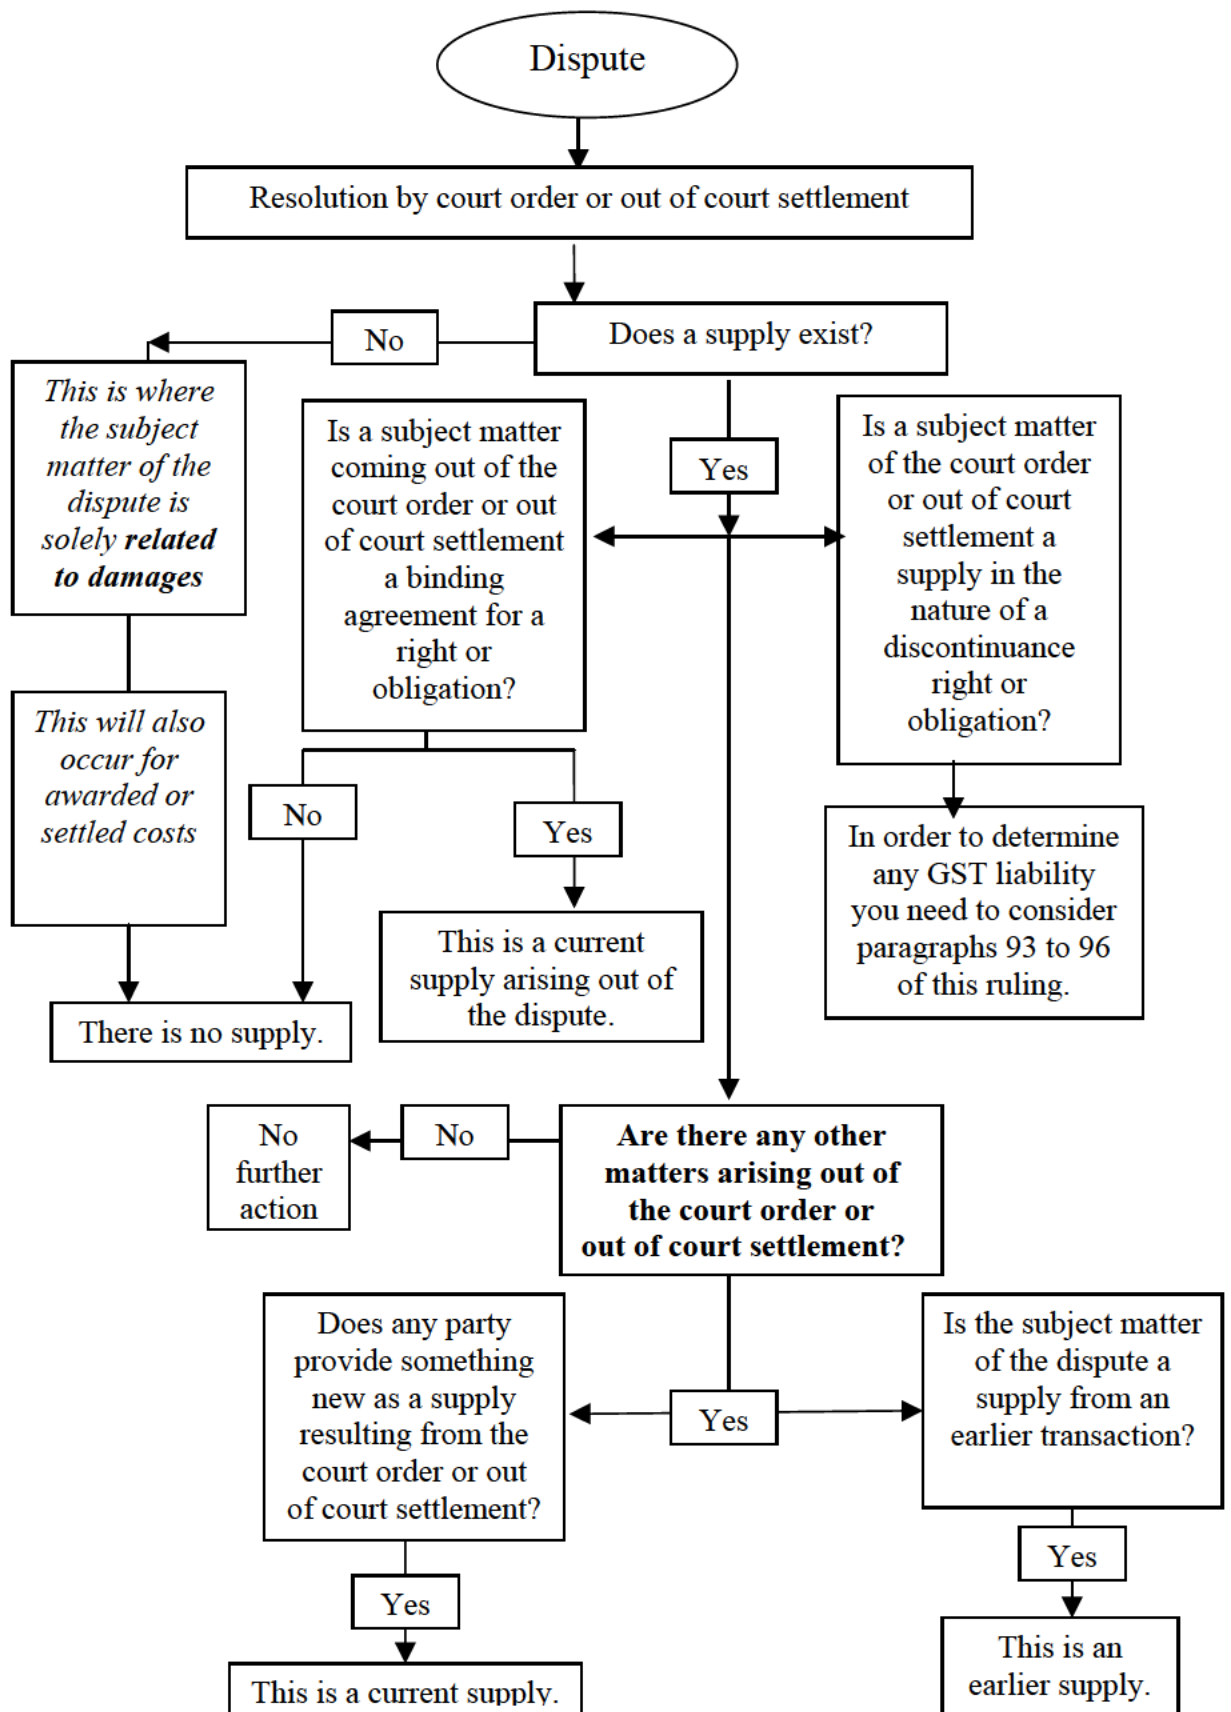 Dispute
Resolution by court order or out of court settlement
Does a supply exist?
No
This is where
the subject
matter of the
dispute is
solely related
to damages
This will also
occur for
awarded or
settled costs
Is a subject matter
coming out of the
court order or out
of court settlement
a binding
agreement for a
right or
obligation?
Yes
Is a subject matter
of the court order
or out of court
settlement a
supply in the
nature of a
discontinuance
right or
obligation?
No
Yes
In order to determine
any GST liability
you need to consider
paragraphs 93 to 96
of this ruling.
This is a current
supply arising out of
the dispute.
There is no supply.
No
further
action
No
Are there any other
matters arising out of
the court order or
out of court settlement?
Does any party
provide something
new as a supply
resulting from the
court order or out
of court settlement?
Yes
Is the subject matter
of the dispute a
supply from an
earlier transaction?
Yes
Yes
This is a current supply.
This is an
earlier supply.